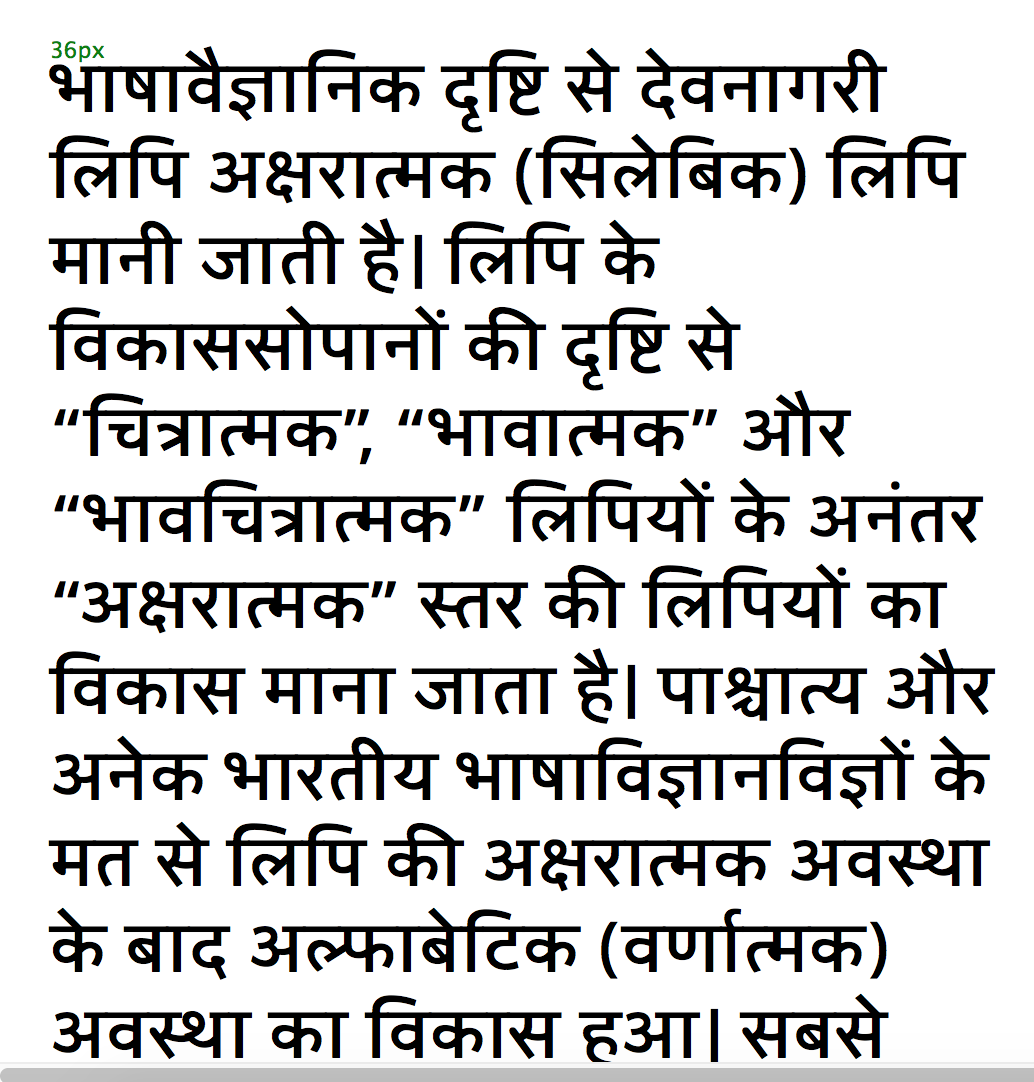 36px
भाषावैज्ञानिक दृष्टि से देवनागरी
लिपि अक्षरात्मक (सिलेबिक) लिपि
मानी जाती है। लिपि के
विकाससोपानों की दृष्टि से
“चित्रात्मक”, “भावात्मक” और
“भावचित्रात्मक” लिपियों के अनंतर
“अक्षरात्मक” स्तर की लिपियों का
विकास माना जाता है। पाश्चात्य और
अनेक भारतीय भाषाविज्ञानविज्ञों के
मत से लिपि की अक्षरात्मक अवस्था
के बाद अल्फाबेटिक (वर्णात्मक)
अवस्था का विकास हुआ। सबसे